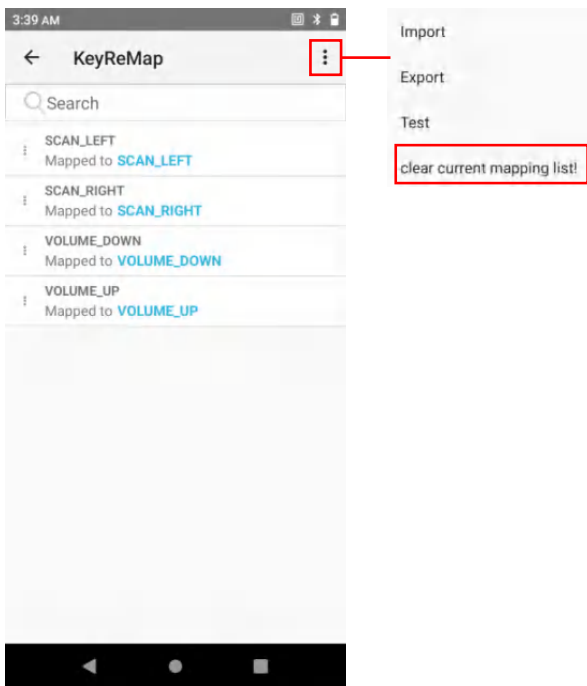 3:39 AM
KeyReMap
Search
SCAN_LEFT
Mapped to SCAN_LEFT
SCAN_RIGHT
Mapped to SCAN_RIGHT
VOLUME_DOWN
Mapped to VOLUME_DOWN
VOLUME_UP
Mapped to VOLUME_UP
Import
Export
Test
clear current mapping list!